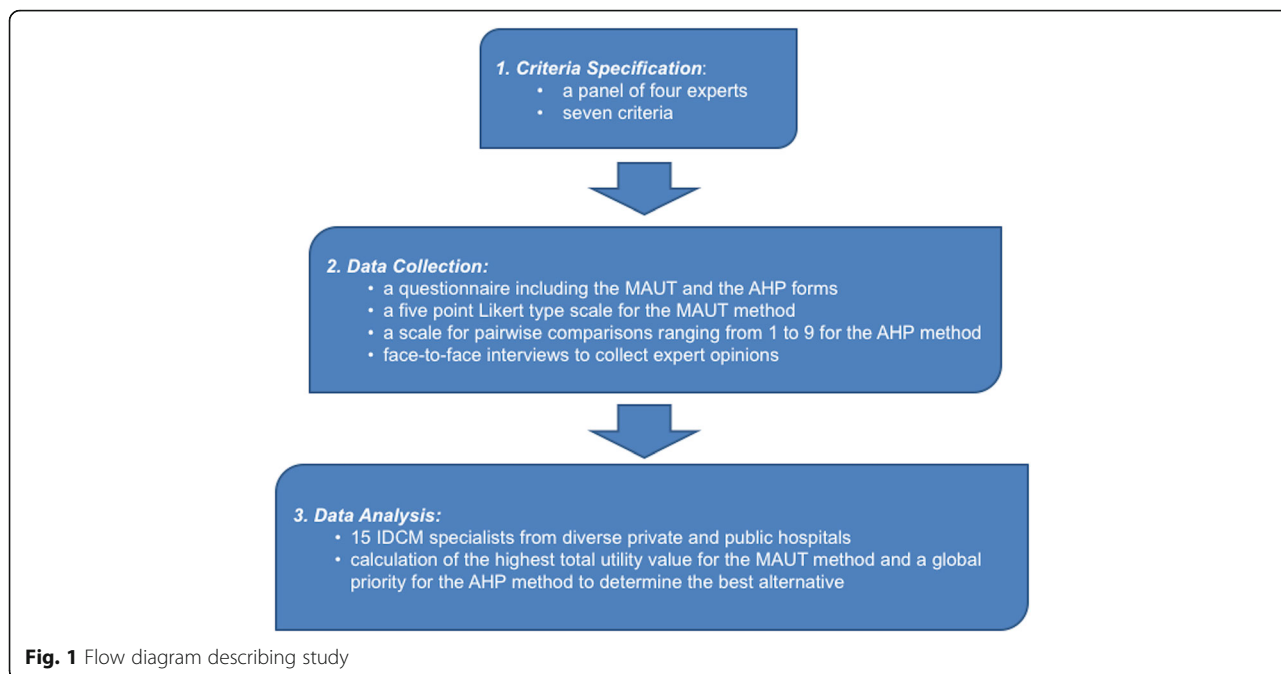 1. Criteria Specification:
• a panel of four experts
• seven criteria
2. Data Collection:
• a questionnaire including the MAUT and the AHP forms
• a five point Likert type scale for the MAUT method
• a scale for pairwise comparisons ranging from 1 to 9 for the AHP method
• face-to-face interviews to collect expert opinions
3. Data Analysis:
• 15 IDCM specialists from diverse private and public hospitals
• calculation of the highest total utility value for the MAUT method and a global
priority for the AHP method to determine the best alternative
Fig. 1 Flow diagram describing study